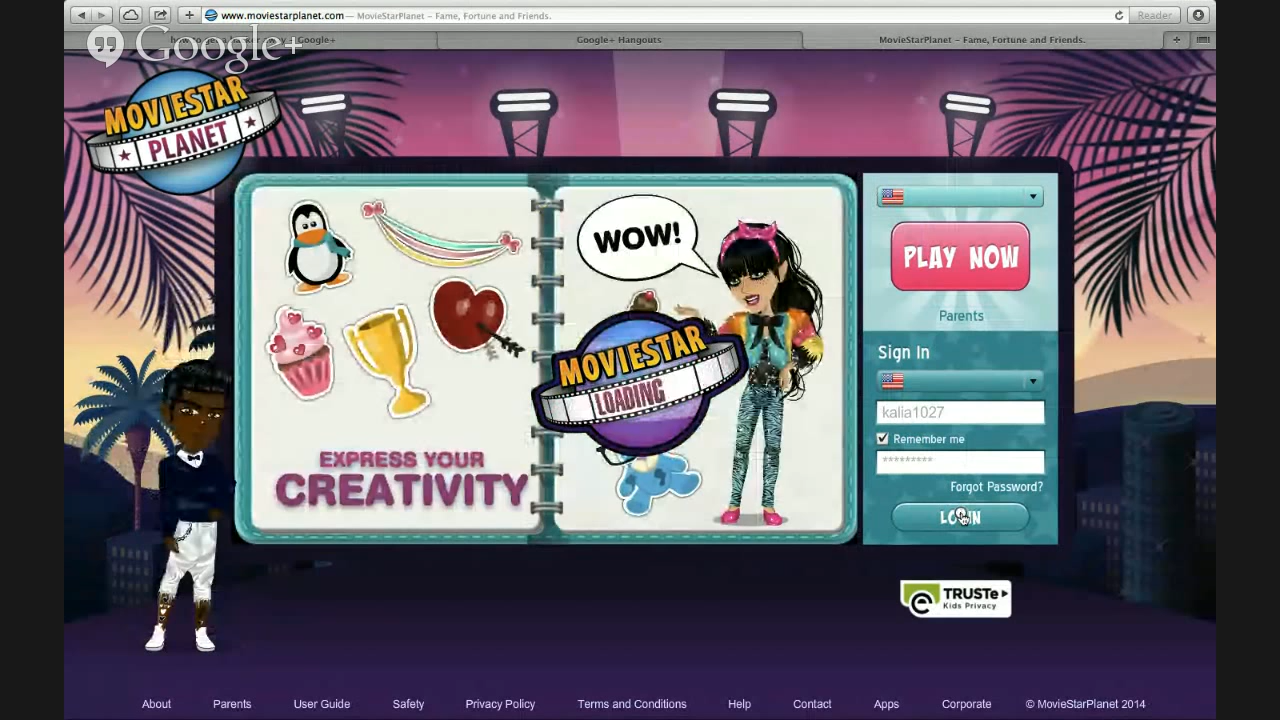 www.moviestarplanet.com — MovieStarPlanet – Fame, Fortune and Friends.
Reader
Google+
Google+ Hangouts
MovieStarPlanet – Fame, Fortune and Friends.
Google+
MOVIESTAR
PLANET
WOW!
MOVIESTAR
LOADING
EXPRESS YOUR
CREATIVITY
PLAY NOW
Parents
Sign In
kalia1027
Remember me
*********
Forgot Password?
LOGIN
TRUSTe
Kids Privacy
About
Parents
User Guide
Safety
Privacy Policy
Terms and Conditions
Help
Contact
Apps
Corporate
© MovieStarPlanet 2014